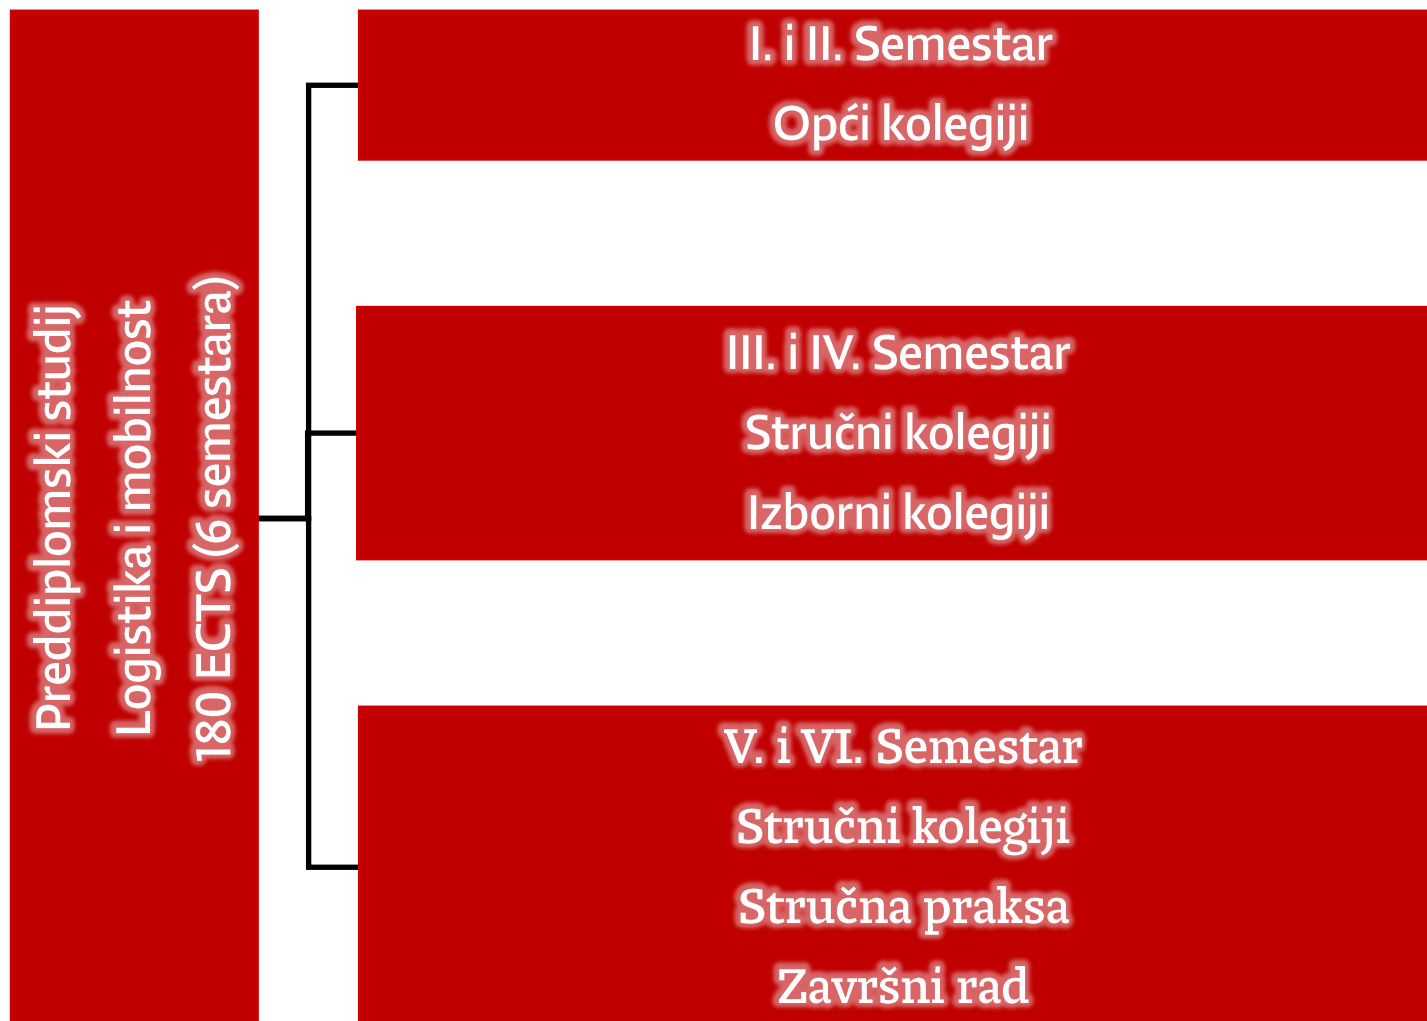 Preddiplomski studij
Logistika i mobilnost
180 ECTS (6 semestara)
I. i II. Semestar
Opći kolegiji
III. i IV. Semestar
Stručni kolegiji
Izborni kolegiji
V. i VI. Semestar
Stručni kolegiji
Stručna praksa
Završni rad